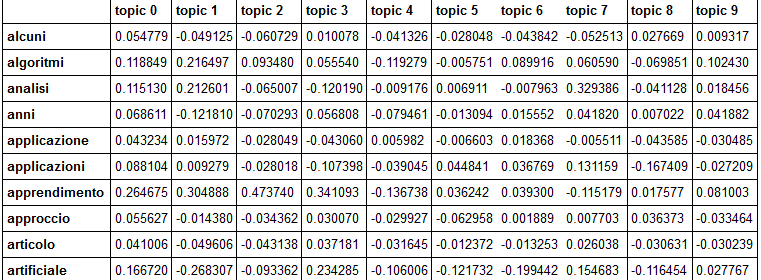 topic 0 topic 1 topic 2 topic 3 topic 4 topic 5 topic 6 topic 7 topic 8 topic 9
alcuni 0.054779 -0.049125 -0.060729 0.010078 -0.041326 -0.028048 -0.043842 -0.052513 0.027669 0.009317
algoritmi 0.118849 0.216497 0.093480 0.055540 -0.119279 -0.005751 0.089916 0.060590 -0.069851 0.102430
analisi 0.115130 0.212601 -0.065007 -0.120190 -0.009176 0.006911 -0.007963 0.329386 -0.041128 0.018456
anni 0.068611 -0.121810 -0.070293 0.056808 -0.079461 -0.013094 0.015552 0.041820 0.007022 0.041882
applicazione 0.043234 0.015972 -0.028049 -0.043060 0.005982 -0.006603 0.018368 -0.005511 -0.043585 -0.030485
applicazioni 0.088104 0.009279 -0.028018 -0.107398 -0.039045 0.044841 0.036769 0.131159 -0.167409 -0.027209
apprendimento 0.264675 0.304888 0.473740 0.341093 -0.136738 0.036242 0.039300 -0.115179 0.017577 0.081003
approccio 0.055627 -0.014380 -0.034362 0.030070 -0.029927 -0.062958 0.001889 0.007703 0.036373 -0.033464
articolo 0.041006 -0.049606 -0.043138 0.037181 -0.031645 -0.012372 -0.013253 0.026038 -0.030631 -0.030239
artificiale 0.166720 -0.268307 -0.093362 0.234285 -0.106006 -0.121732 -0.199442 0.154683 -0.116454 0.027767